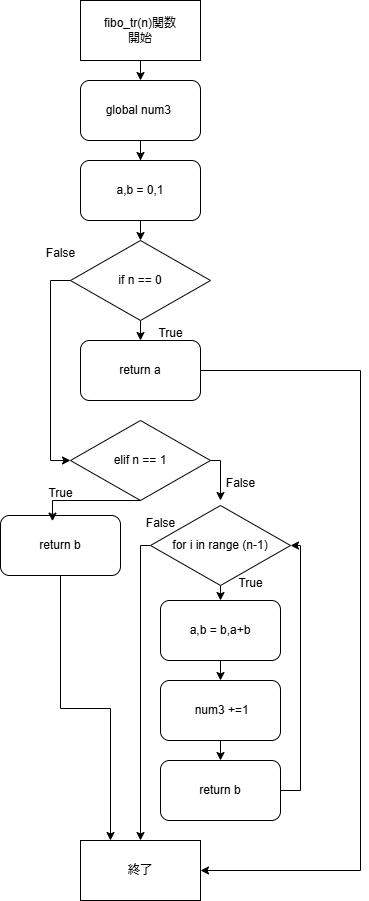 fibo_tr(n)関数
開始
global num3
a,b = 0,1
False
if n == 0
True
return a
elif n == 1
False
True
return b
False
for i in range (n-1)
True
a,b = b,a+b
num3 +=1
return b
終了